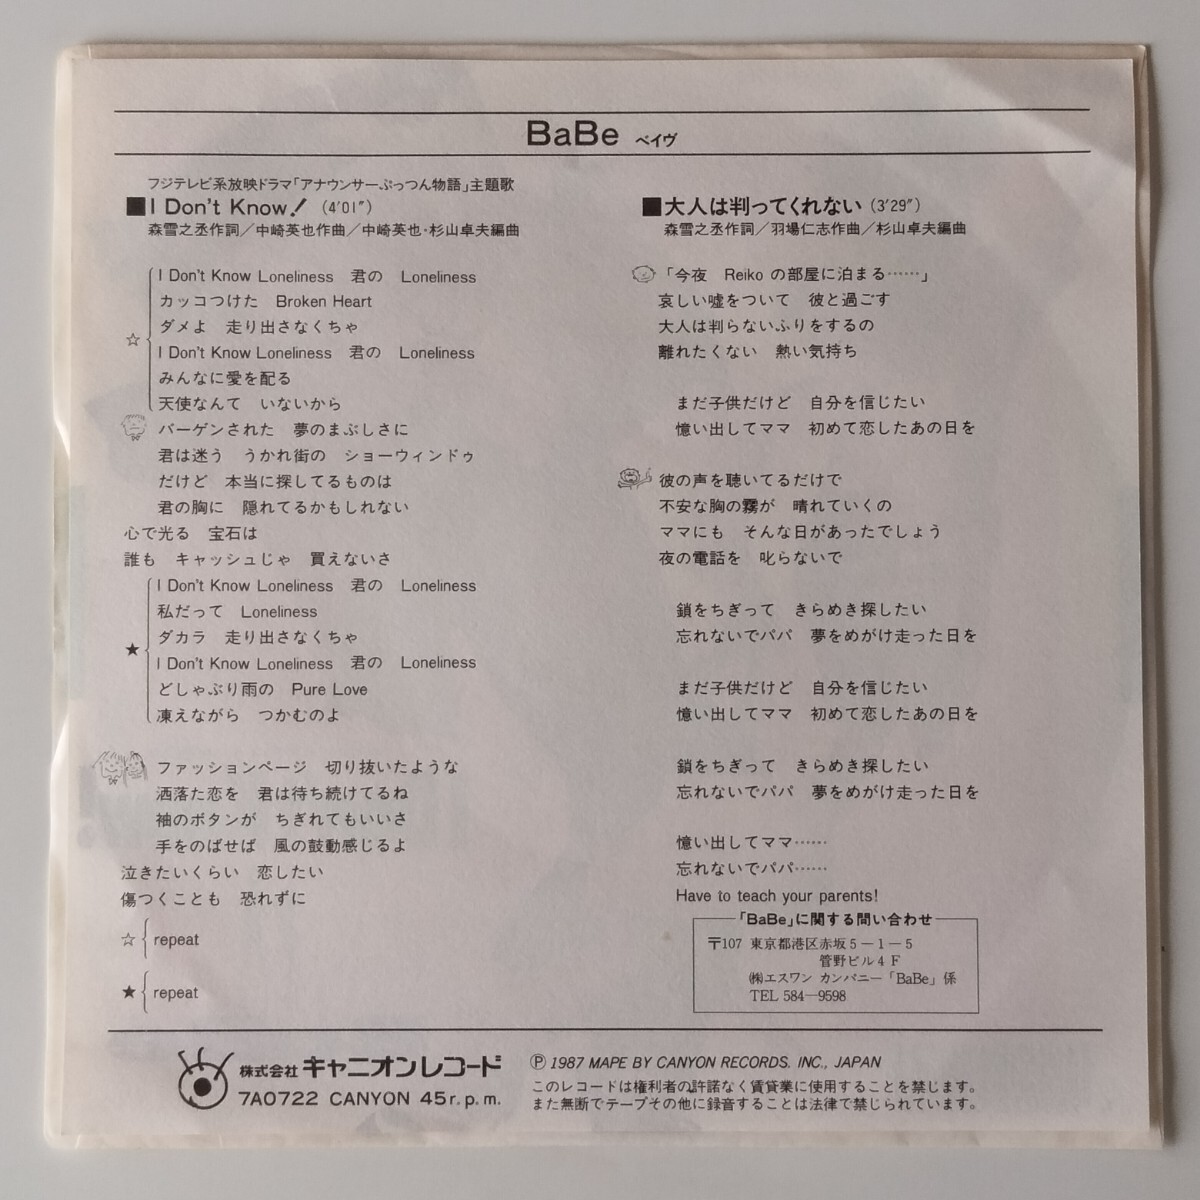 BaBe ベイヴ
フジテレビ系放映ドラマ「アナウンサーぷっつん物語」主題歌
■I Don't Know! (4'01")
森雪之丞作詞/中崎英也作曲/中崎英也・杉山卓夫編曲
I Don't Know Loneliness 君の Loneliness
カッコつけた Broken Heart
ダメよ 走り出さなくちゃ
☆
I Don't Know Loneliness 君の Loneliness
みんなに愛を配る
天使なんて いないから
バーゲンされた 夢のまぶしさに
君は迷う うかれ街の ショーウィンドゥ
だけど 本当に探してるものは
君の胸に 隠れてるかもしれない
心で光る 宝石は
誰も キャッシュじゃ 買えないさ
I Don't Know Loneliness 君の Loneliness
私だって Loneliness
ダカラ 走り出さなくちゃ
★
I Don't Know Loneliness 君の Loneliness
どしゃぶり雨の Pure Love
凍えながら つかむのよ
ファッションページ 切り抜いたような
洒落た恋を 君は待ち続けてるね
袖のボタンが ちぎれてもいいさ
手をのばせば 風の鼓動感じるよ
泣きたいくらい 恋したい
傷つくことも 恐れずに
☆{repeat
★{repeat
■大人は判ってくれない (3'29")
森雪之丞作詞/羽場仁志作曲/杉山卓夫編曲
「今夜 Reiko の部屋に泊まる……」
哀しい嘘をついて 彼と過ごす
大人は判らないふりをするの
離れたくない 熱い気持ち
まだ子供だけど 自分を信じたい
憶い出してママ 初めて恋したあの日を
彼の声を聴いてるだけで
不安な胸の霧が 晴れていくの
ママにも そんな日があったでしょう
夜の電話を 叱らないで
鎖をちぎって きらめき探したい
忘れないでパパ 夢をめがけ走った日を
まだ子供だけど 自分を信じたい
憶い出してママ 初めて恋したあの日を
鎖をちぎって きらめき探したい
忘れないでパパ 夢をめがけ走った日を
憶い出してママ……
忘れないでパパ……
Have to teach your parents!
「BaBe」に関する問い合わせ
〒107 東京都港区赤坂5−1−5
管野ビル4F
㈱エスワン カンパニー「BaBe」係
TEL 584−9598
株式会社 キャニオンレコード
7A0722 CANYON 45r.p.m.
Ⓟ 1987 MAPE BY CANYON RECORDS. INC., JAPAN
このレコードは権利者の許諾なく賃貸業に使用することを禁じます。
また無断でテープその他に録音することは法律で禁じられています。